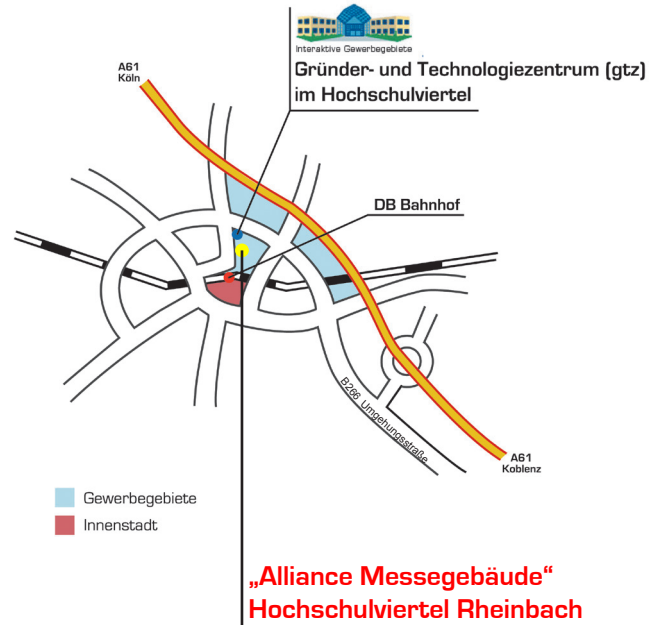 Interaktive Gewerbegebiete
Gründer- und Technologiezentrum (gtz)
im Hochschulviertel
A61
Köln
DB Bahnhof
B266 Umgehungsstraße
A61
Koblenz
Gewerbegebiete
Innenstadt
„Alliance Messegebäude“
Hochschulviertel Rheinbach